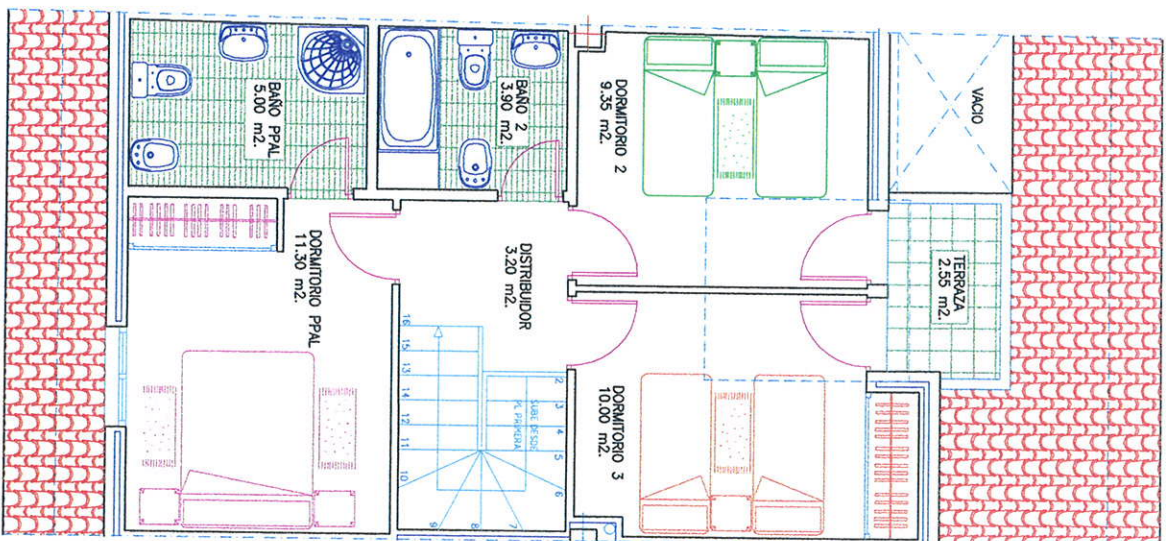 BAÑO PPAL
5.00 m2.
BAÑO 2
3.90 m2.
DORMITORIO 2
9.35 m2.
VACIO
TERRAZA
2.55 m2.
DORMITORIO PPAL
11.30 m2.
DISTRIBUIDOR
3.20 m2.
DORMITORIO 3
10.00 m2.
SUBE DESDE
PL PRIMERA
2
3
4
5
6
7
8
9
10
11
12
14
13
15
16